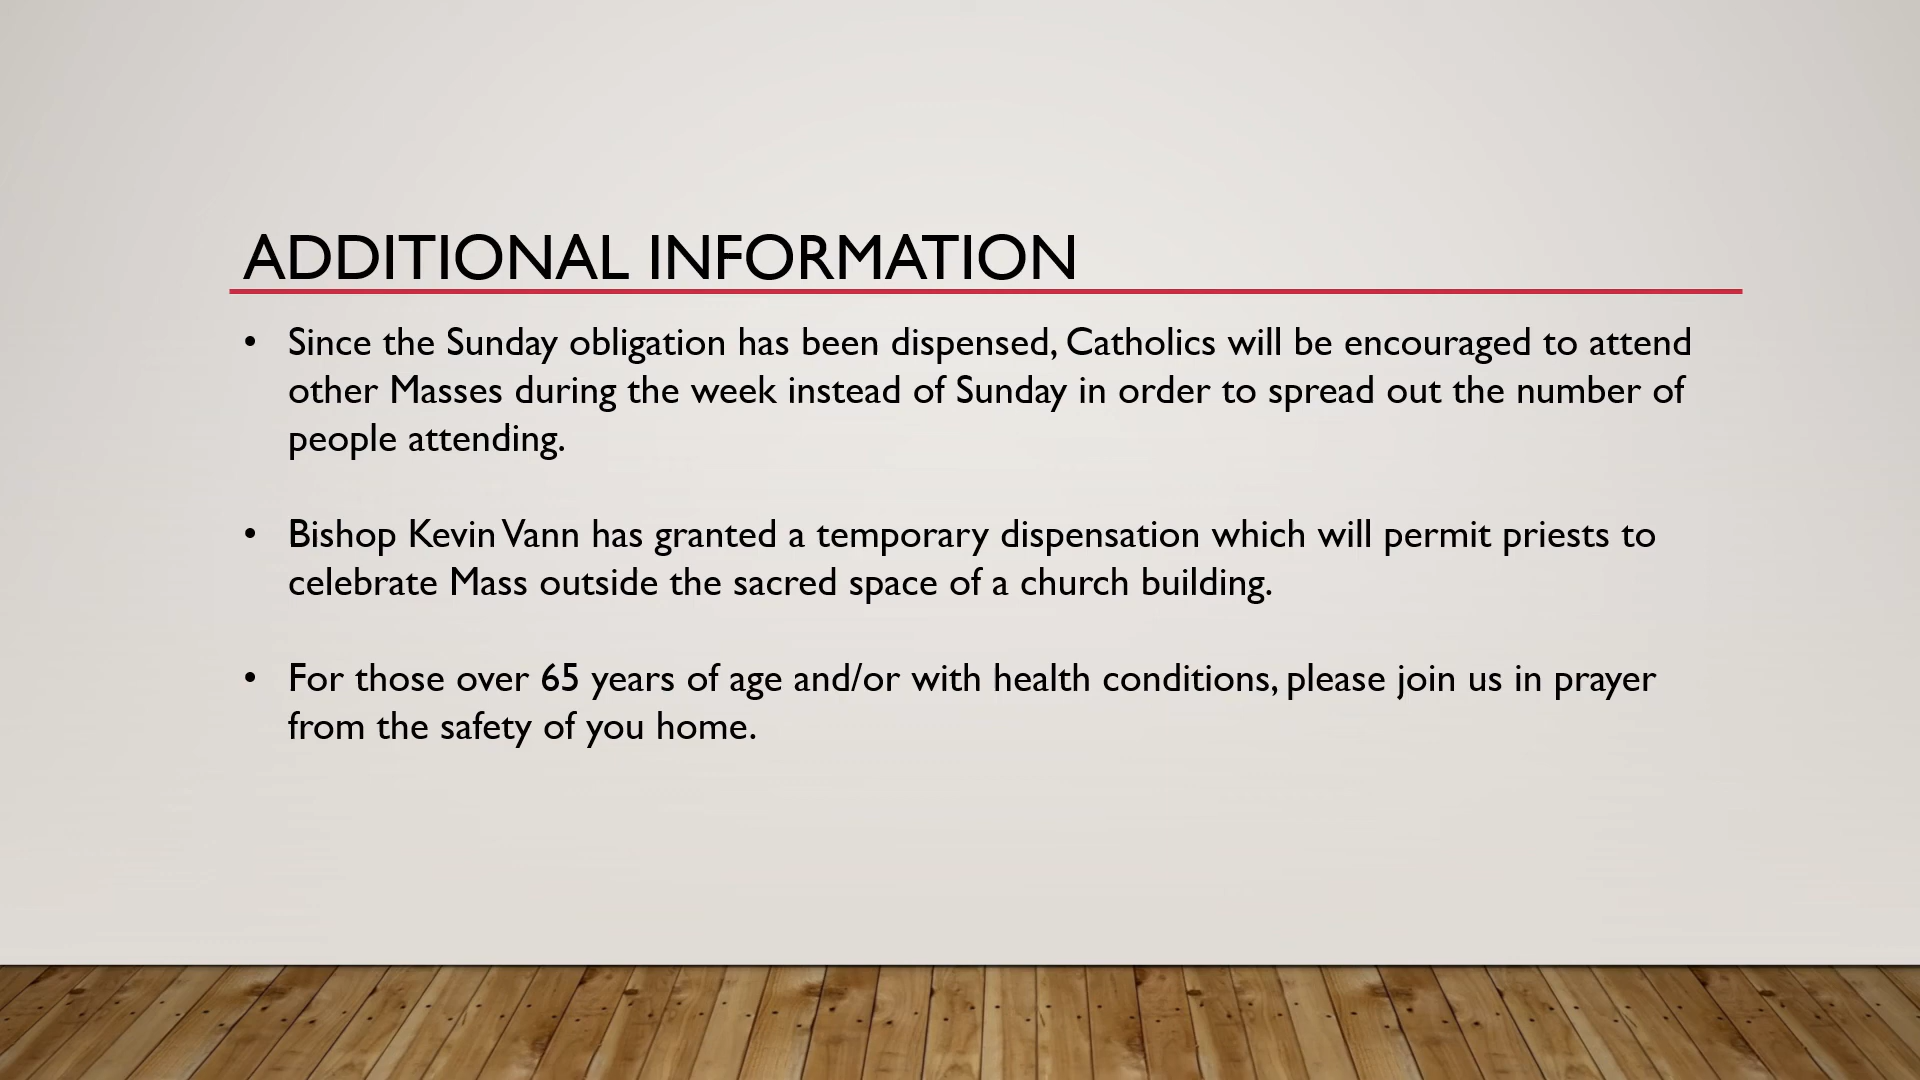 ADDITIONAL INFORMATION
• Since the Sunday obligation has been dispensed, Catholics will be encouraged to attend
other Masses during the week instead of Sunday in order to spread out the number of
people attending.
• Bishop Kevin Vann has granted a temporary dispensation which will permit priests to
celebrate Mass outside the sacred space of a church building.
• For those over 65 years of age and/or with health conditions, please join us in prayer
from the safety of you home.